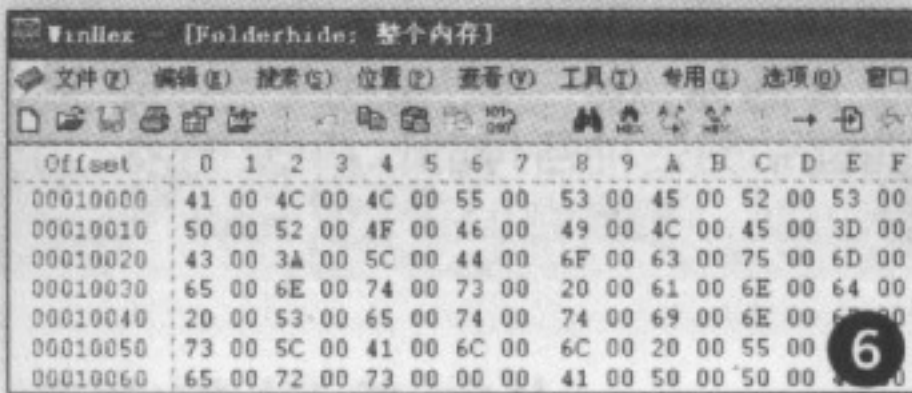 WinHex - [Folderhide: 整个内存]
文件(F) 编辑(E) 搜索(S) 位置(P) 查看(V) 工具(T) 专用(I) 选项(O) 窗口
Offset 0 1 2 3 4 5 6 7 8 9 A B C D E F
00010000 41 00 4C 00 4C 00 55 00 53 00 45 00 52 00 53 00
00010010 50 00 52 00 4F 00 46 00 49 00 4C 00 45 00 3D 00
00010020 43 00 3A 00 5C 00 44 00 6F 00 63 00 75 00 6D 00
00010030 65 00 6E 00 74 00 73 00 20 00 61 00 6E 00 64 00
00010040 20 00 53 00 65 00 74 00 74 00 69 00 6E 00
00010050 73 00 5C 00 41 00 6C 00 6C 00 20 00 55 00
00010060 65 00 72 00 73 00 00 00 41 00 50 00 50 00
6